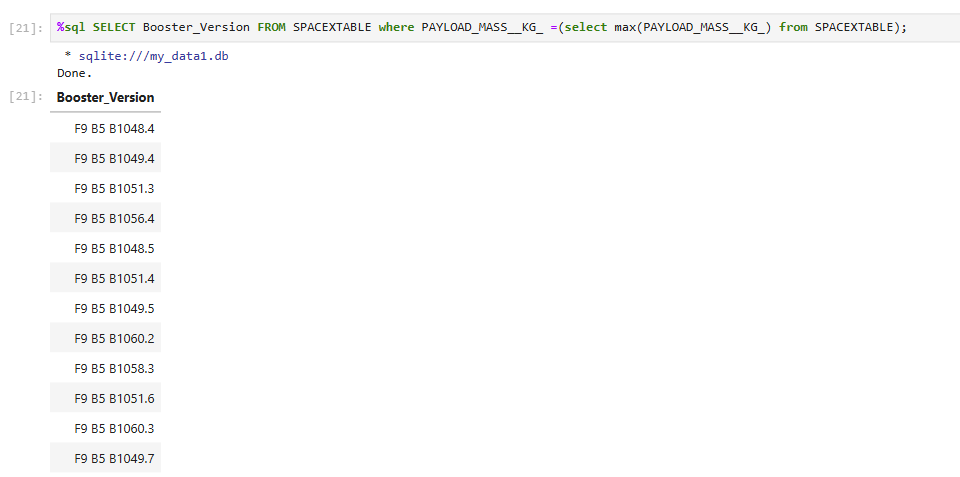 [21]: %sql SELECT Booster_Version FROM SPACEXTABLE where PAYLOAD_MASS__KG_ =(select max(PAYLOAD_MASS__KG_) from SPACEXTABLE);
* sqlite:///my_data1.db
Done.
[21]: Booster_Version
F9 B5 B1048.4
F9 B5 B1049.4
F9 B5 B1051.3
F9 B5 B1056.4
F9 B5 B1048.5
F9 B5 B1051.4
F9 B5 B1049.5
F9 B5 B1060.2
F9 B5 B1058.3
F9 B5 B1051.6
F9 B5 B1060.3
F9 B5 B1049.7